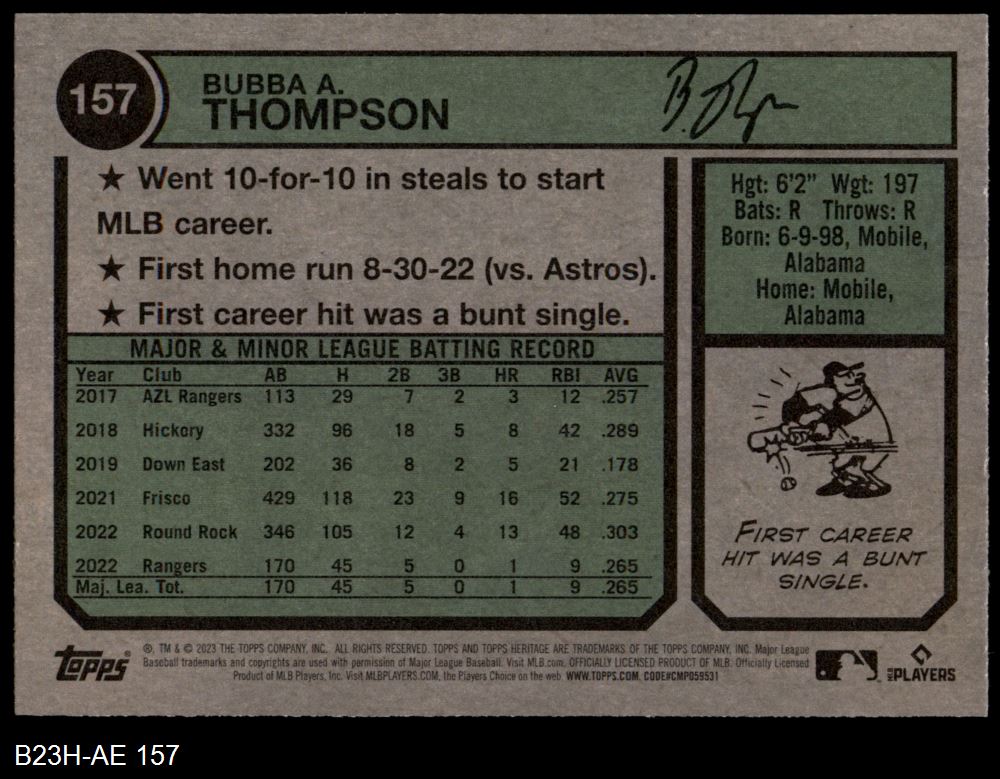 157
BUBBA A.
THOMPSON
★ Went 10-for-10 in steals to start
MLB career.
★ First home run 8-30-22 (vs. Astros).
★ First career hit was a bunt single.
Hgt: 6'2" Wgt: 197
Bats: R Throws: R
Born: 6-9-98, Mobile,
Alabama
Home: Mobile,
Alabama
MAJOR & MINOR LEAGUE BATTING RECORD
Year Club AB H 2B 3B HR RBI AVG
2017 AZL Rangers 113 29 7 2 3 12 .257
2018 Hickory 332 96 18 5 8 42 .289
2019 Down East 202 36 8 2 5 21 .178
2021 Frisco 429 118 23 9 16 52 .275
2022 Round Rock 346 105 12 4 13 48 .303
2022 Rangers 170 45 5 0 1 9 .265
Maj. Lea. Tot. 170 45 5 0 1 9 .265
FIRST CAREER
HIT WAS A BUNT
SINGLE.
Topps
®, TM & © 2023 THE TOPPS COMPANY, INC. ALL RIGHTS RESERVED. TOPPS AND TOPPS HERITAGE ARE TRADEMARKS OF THE TOPPS COMPANY, INC. Major League
Baseball trademarks and copyrights are used with permission of Major League Baseball. Visit MLB.com. OFFICIALLY LICENSED PRODUCT OF MLB. Officially Licensed
Product of MLB Players, Inc. Visit MLBPLAYERS.COM, the Players Choice on the web. WWW.TOPPS.COM. CODE#CMP059531
MLB PLAYERS
B23H-AE 157